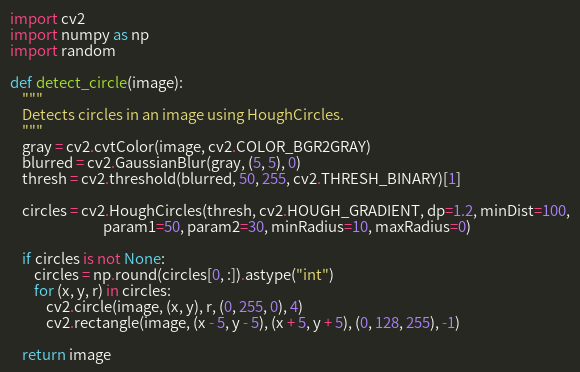 import cv2
import numpy as np
import random

def detect_circle(image):
    """
    Detects circles in an image using HoughCircles.
    """
    gray = cv2.cvtColor(image, cv2.COLOR_BGR2GRAY)
    blurred = cv2.GaussianBlur(gray, (5, 5), 0)
    thresh = cv2.threshold(blurred, 50, 255, cv2.THRESH_BINARY)[1]

    circles = cv2.HoughCircles(thresh, cv2.HOUGH_GRADIENT, dp=1.2, minDist=100,
                               param1=50, param2=30, minRadius=10, maxRadius=0)

    if circles is not None:
        circles = np.round(circles[0, :]).astype("int")
        for (x, y, r) in circles:
            cv2.circle(image, (x, y), r, (0, 255, 0), 4)
            cv2.rectangle(image, (x - 5, y - 5), (x + 5, y + 5), (0, 128, 255), -1)

    return image